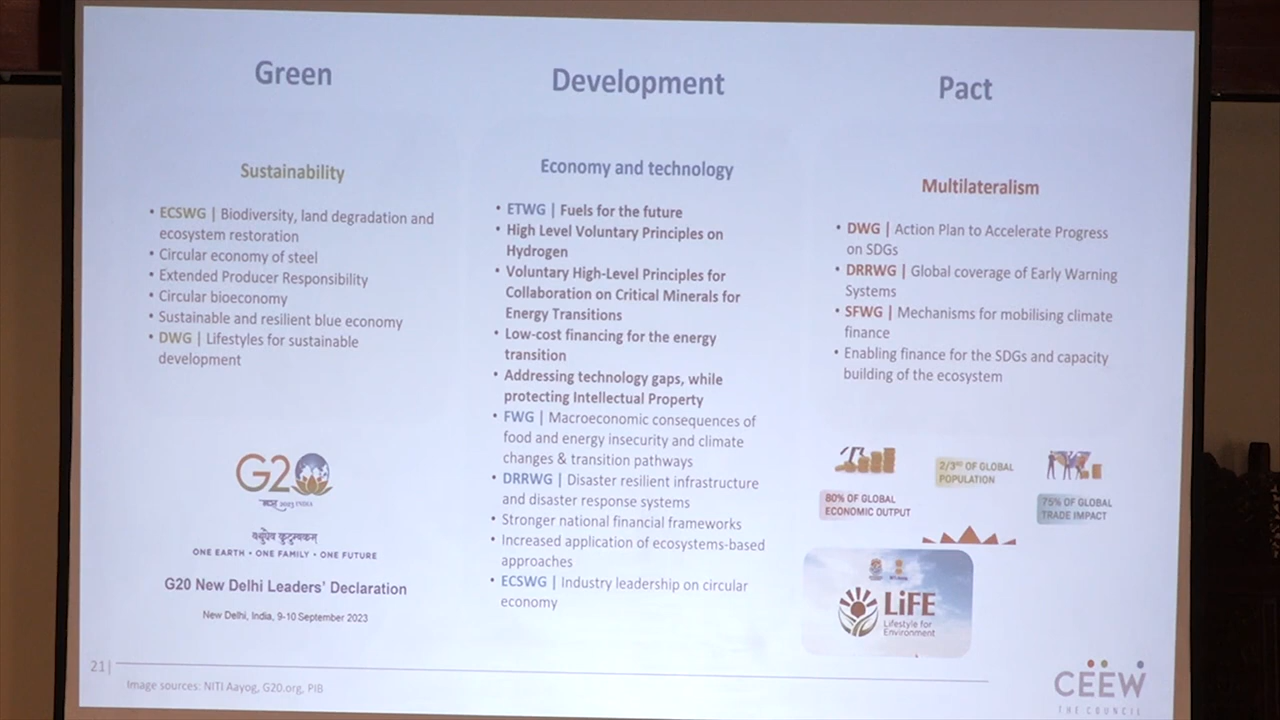 Green
Sustainability
• ECSWG | Biodiversity, land degradation and
ecosystem restoration
• Circular economy of steel
• Extended Producer Responsibility
• Circular bioeconomy
• Sustainable and resilient blue economy
• DWG | Lifestyles for sustainable
development
G20
भारत 2023 INDIA
वसुधैव कुटुम्बकम्
ONE EARTH • ONE FAMILY • ONE FUTURE
G20 New Delhi Leaders' Declaration
New Delhi, India, 9-10 September 2023
Development
Economy and technology
• ETWG | Fuels for the future
• High Level Voluntary Principles on
Hydrogen
• Voluntary High-Level Principles for
Collaboration on Critical Minerals for
Energy Transitions
• Low-cost financing for the energy
transition
• Addressing technology gaps, while
protecting Intellectual Property
• FWG | Macroeconomic consequences of
food and energy insecurity and climate
changes & transition pathways
• DRRWG | Disaster resilient infrastructure
and disaster response systems
• Stronger national financial frameworks
• Increased application of ecosystems-based
approaches
• ECSWG | Industry leadership on circular
economy
Pact
Multilateralism
• DWG | Action Plan to Accelerate Progress
on SDGs
• DRRWG | Global coverage of Early Warning
Systems
• SFWG | Mechanisms for mobilising climate
finance
• Enabling finance for the SDGs and capacity
building of the ecosystem
80% OF GLOBAL
ECONOMIC OUTPUT
2/3RD OF GLOBAL
POPULATION
75% OF GLOBAL
TRADE IMPACT
LiFE
Lifestyle for
Environment
21|
Image sources: NITI Aayog, G20.org, PIB
CEEW
THE COUNCIL